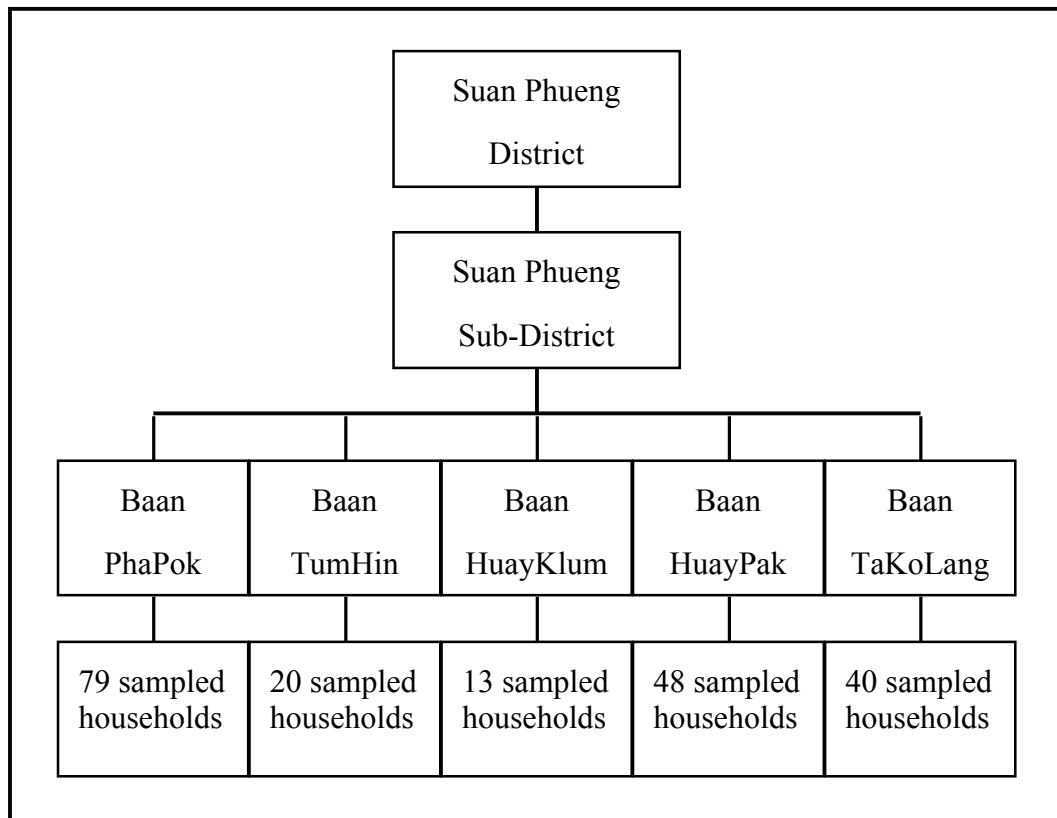 Suan Phueng
District
Suan Phueng
Sub-District
Baan
PhaPok
Baan
TumHin
Baan
HuayKlum
Baan
HuayPak
Baan
TaKoLang
79 sampled
households
20 sampled
households
13 sampled
households
48 sampled
households
40 sampled
households